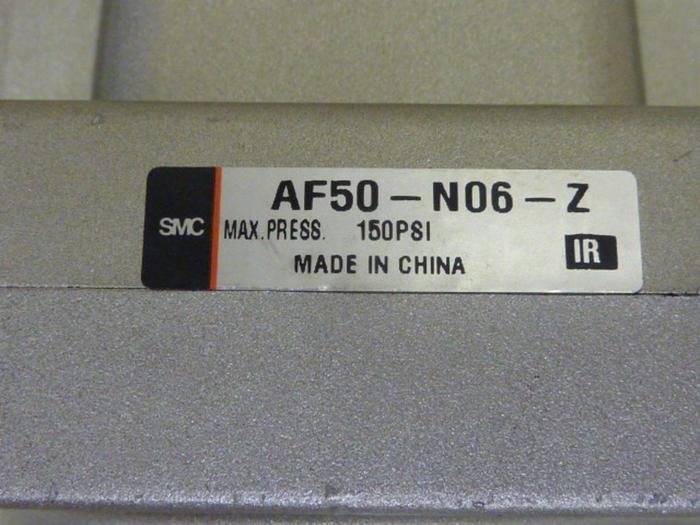 AF50-N06-Z
SMC MAX. PRESS. 150PSI
MADE IN CHINA
IR